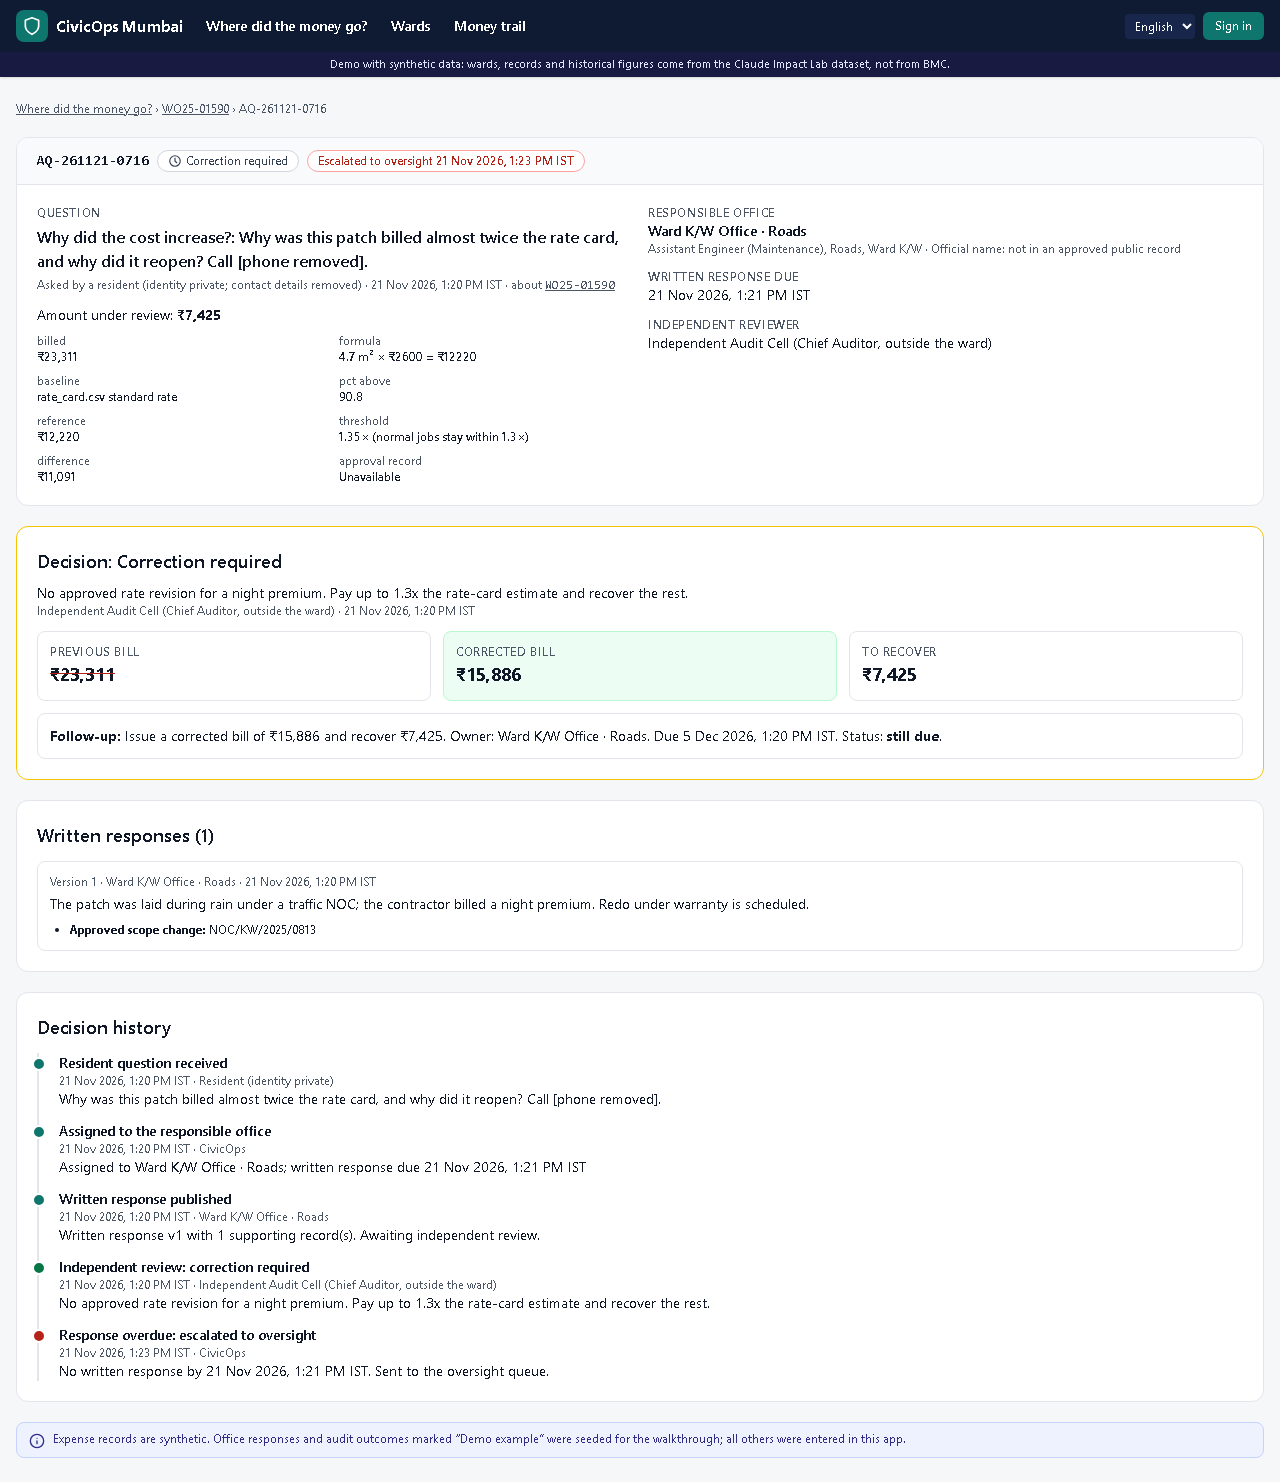 CivicOps Mumbai
Where did the money go?
Wards
Money trail
English
Sign in
Demo with synthetic data: wards, records and historical figures come from the Claude Impact Lab dataset, not from BMC.
Where did the money go? › WO25-01590 › AQ-261121-0716
AQ-261121-0716
Correction required
Escalated to oversight 21 Nov 2026, 1:23 PM IST
QUESTION
Why did the cost increase?: Why was this patch billed almost twice the rate card,
and why did it reopen? Call [phone removed].
Asked by a resident (identity private; contact details removed) · 21 Nov 2026, 1:20 PM IST · about WO25-01590
Amount under review: ₹7,425
billed
₹23,311
formula
4.7 m² × ₹2600 = ₹12220
baseline
rate_card.csv standard rate
pct above
90.8
reference
₹12,220
threshold
1.35× (normal jobs stay within 1.3×)
difference
₹11,091
approval record
Unavailable
RESPONSIBLE OFFICE
Ward K/W Office · Roads
Assistant Engineer (Maintenance), Roads, Ward K/W · Official name: not in an approved public record
WRITTEN RESPONSE DUE
21 Nov 2026, 1:21 PM IST
INDEPENDENT REVIEWER
Independent Audit Cell (Chief Auditor, outside the ward)
Decision: Correction required
No approved rate revision for a night premium. Pay up to 1.3x the rate-card estimate and recover the rest.
Independent Audit Cell (Chief Auditor, outside the ward) · 21 Nov 2026, 1:20 PM IST
PREVIOUS BILL
₹23,311
CORRECTED BILL
₹15,886
TO RECOVER
₹7,425
Follow-up: Issue a corrected bill of ₹15,886 and recover ₹7,425. Owner: Ward K/W Office · Roads. Due 5 Dec 2026, 1:20 PM IST. Status: still due.
Written responses (1)
Version 1 · Ward K/W Office · Roads · 21 Nov 2026, 1:20 PM IST
The patch was laid during rain under a traffic NOC; the contractor billed a night premium. Redo under warranty is scheduled.
• Approved scope change: NOC/KW/2025/0813
Decision history
Resident question received
21 Nov 2026, 1:20 PM IST · Resident (identity private)
Why was this patch billed almost twice the rate card, and why did it reopen? Call [phone removed].
Assigned to the responsible office
21 Nov 2026, 1:20 PM IST · CivicOps
Assigned to Ward K/W Office · Roads; written response due 21 Nov 2026, 1:21 PM IST
Written response published
21 Nov 2026, 1:20 PM IST · Ward K/W Office · Roads
Written response v1 with 1 supporting record(s). Awaiting independent review.
Independent review: correction required
21 Nov 2026, 1:20 PM IST · Independent Audit Cell (Chief Auditor, outside the ward)
No approved rate revision for a night premium. Pay up to 1.3x the rate-card estimate and recover the rest.
Response overdue: escalated to oversight
21 Nov 2026, 1:23 PM IST · CivicOps
No written response by 21 Nov 2026, 1:21 PM IST. Sent to the oversight queue.
Expense records are synthetic. Office responses and audit outcomes marked “Demo example” were seeded for the walkthrough; all others were entered in this app.